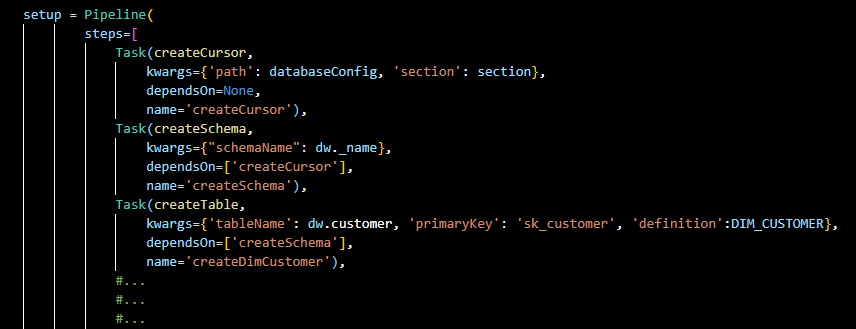 setup = Pipeline(
steps=[
Task(createCursor,
kwargs={'path': databaseConfig, 'section': section},
dependsOn=None,
name='createCursor'),
Task(createSchema,
kwargs={"schemaName": dw._name},
dependsOn=['createCursor'],
name='createSchema'),
Task(createTable,
kwargs={'tableName': dw.customer, 'primaryKey': 'sk_customer', 'definition':DIM_CUSTOMER},
dependsOn=['createSchema'],
name='createDimCustomer'),
#...
#...
#...